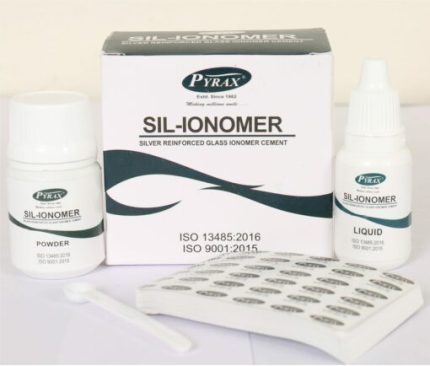 PYRAX
Estd. Since 1962
Making millions smile...
SIL-IONOMER
SILVER REINFORCED GLASS IONOMER CEMENT
ISO 13485:2016
ISO 9001:2015
PYRAX
SIL-IONOMER
POWDER
ISO 13485:2016
ISO 9001:2015
PYRAX
SIL-IONOMER
LIQUID
ISO 13485:2016
ISO 9001:2015